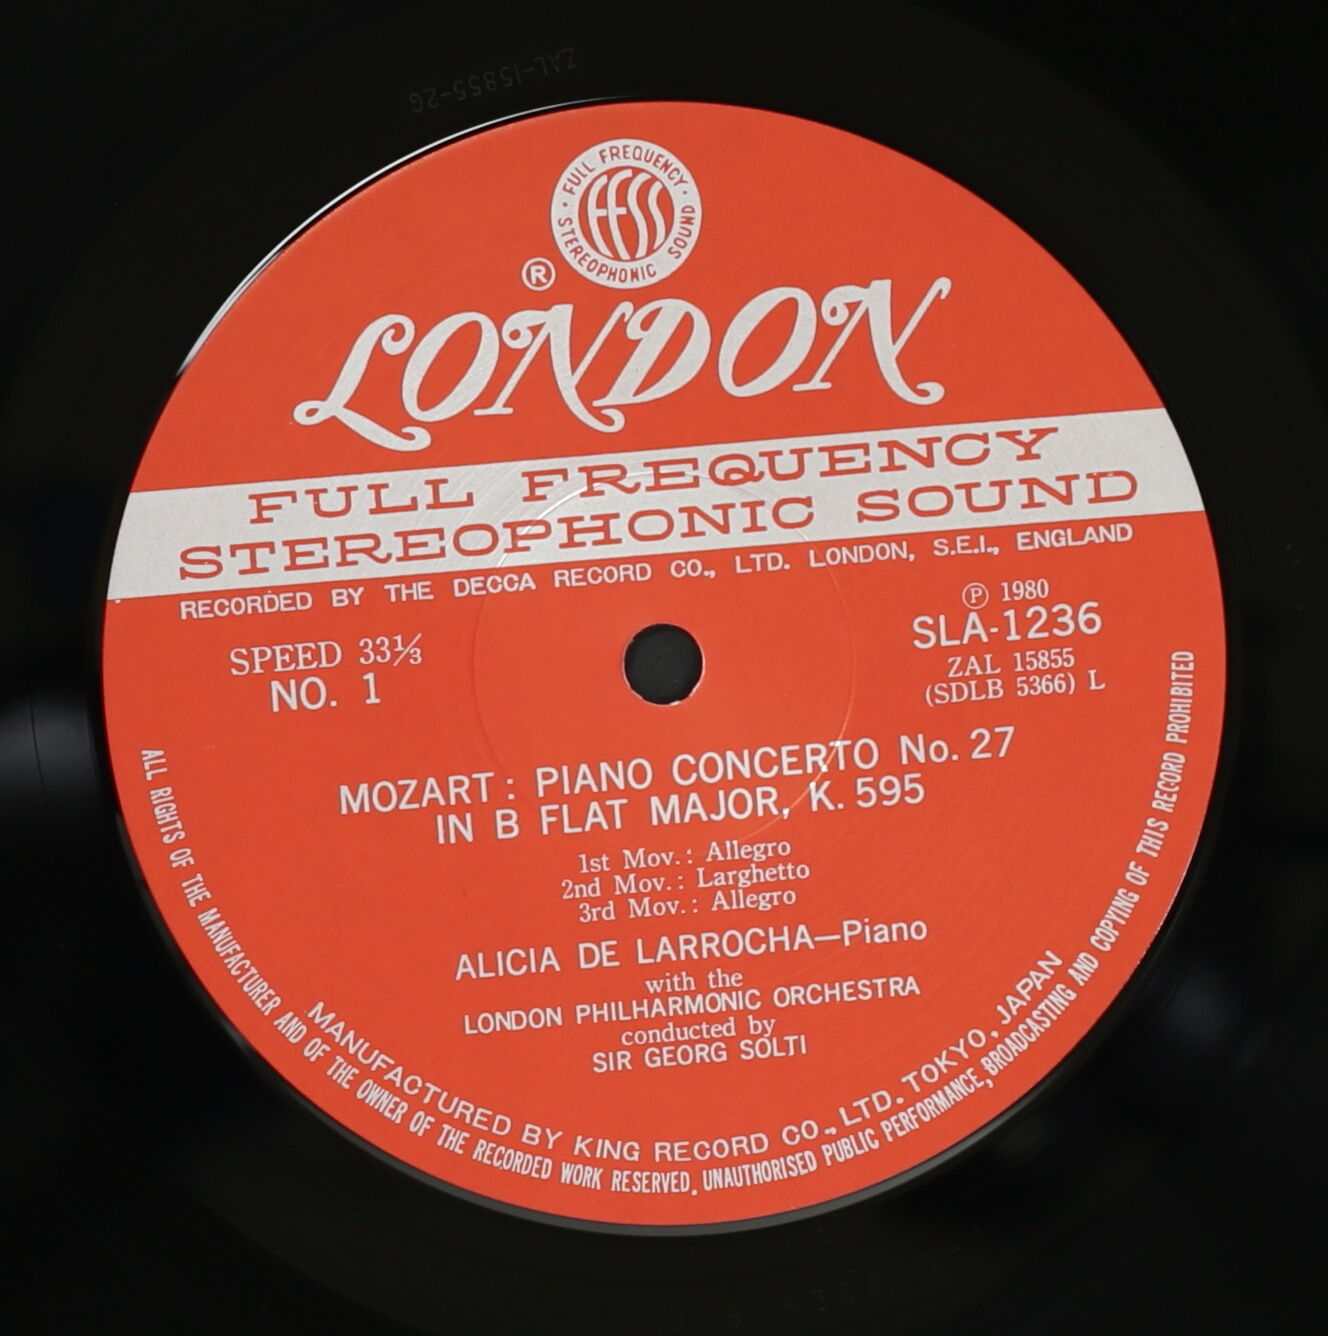 ZAL-15855-2G
FULL FREQUENCY
STEREOPHONIC SOUND
FFSS
®
LONDON
FULL FREQUENCY
STEREOPHONIC SOUND
RECORDED BY THE DECCA RECORD CO., LTD. LONDON, S.E.I., ENGLAND
SPEED 33⅓
NO. 1
℗ 1980
SLA-1236
ZAL 15855
(SDLB 5366) L
MOZART: PIANO CONCERTO No. 27
IN B FLAT MAJOR, K. 595
1st Mov.: Allegro
2nd Mov.: Larghetto
3rd Mov.: Allegro
ALICIA DE LARROCHA—Piano
with the
LONDON PHILHARMONIC ORCHESTRA
conducted by
SIR GEORG SOLTI
MANUFACTURED BY KING RECORD CO., LTD. TOKYO, JAPAN
ALL RIGHTS OF THE MANUFACTURER AND OF THE OWNER OF THE RECORDED WORK RESERVED. UNAUTHORISED PUBLIC PERFORMANCE, BROADCASTING AND COPYING OF THIS RECORD PROHIBITED